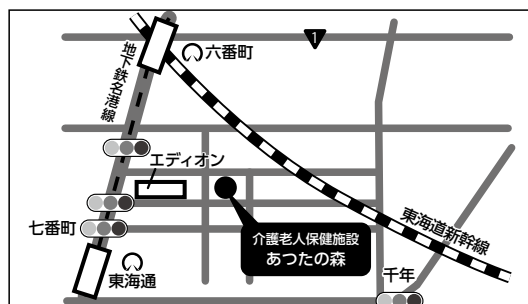 1
六番町
地下鉄名港線
エディオン
七番町
東海通
介護老人保健施設
あつたの森
東海道新幹線
千年